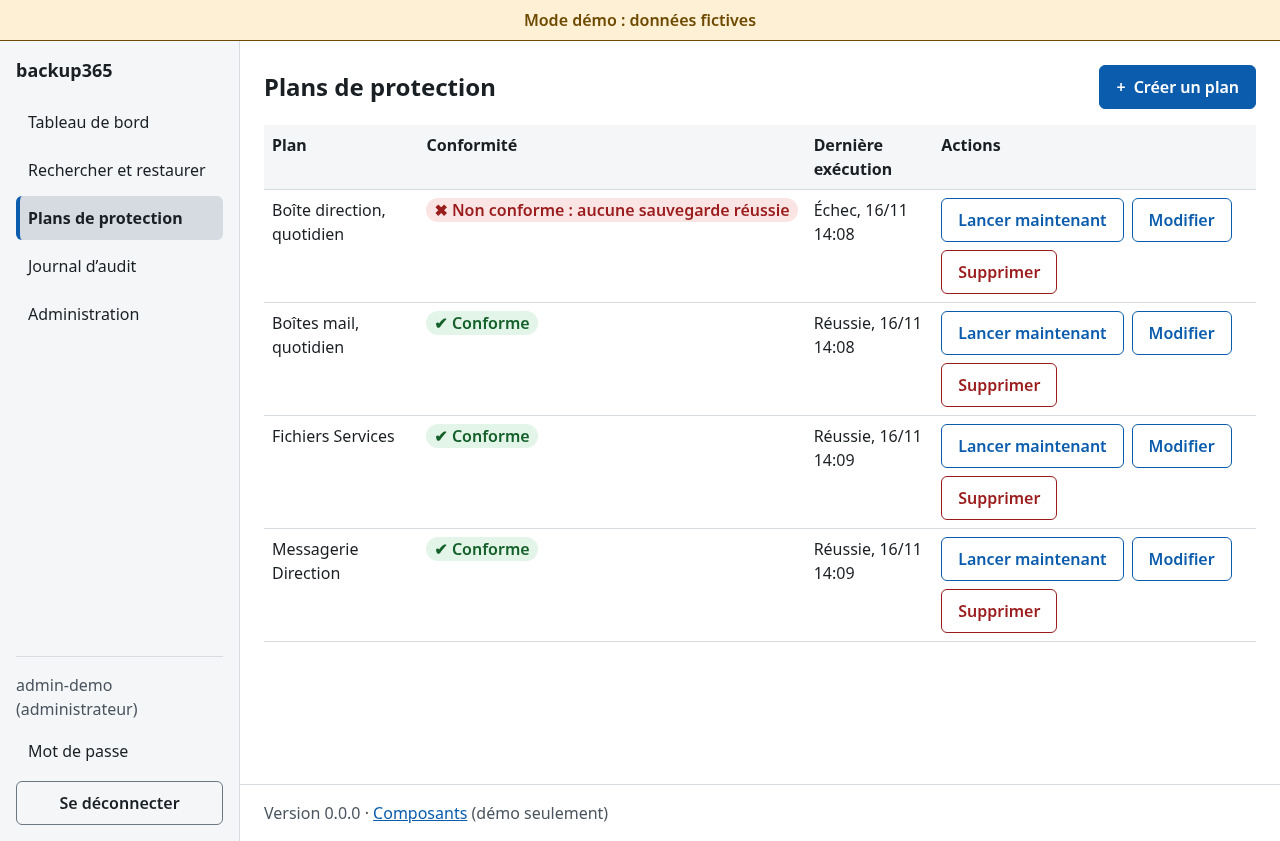 Mode démo : données fictives
backup365
Tableau de bord
Rechercher et restaurer
Plans de protection
Journal d’audit
Administration
admin-demo
(administrateur)
Mot de passe
Se déconnecter
Plans de protection
+ Créer un plan
Plan Conformité Dernière exécution Actions
Boîte direction, quotidien ✖ Non conforme : aucune sauvegarde réussie Échec, 16/11 14:08 Lancer maintenant Modifier
Supprimer
Boîtes mail, quotidien ✔ Conforme Réussie, 16/11 14:08 Lancer maintenant Modifier
Supprimer
Fichiers Services ✔ Conforme Réussie, 16/11 14:09 Lancer maintenant Modifier
Supprimer
Messagerie Direction ✔ Conforme Réussie, 16/11 14:09 Lancer maintenant Modifier
Supprimer
Version 0.0.0 · Composants (démo seulement)